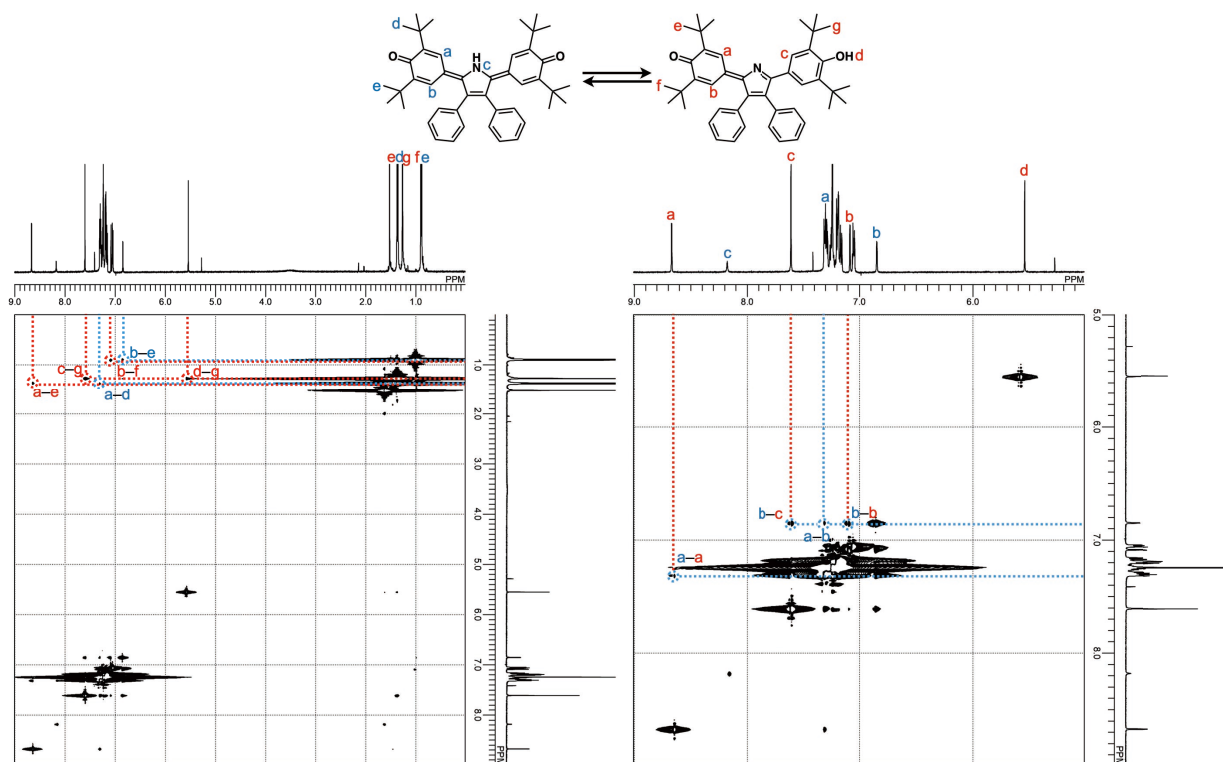 d
O
a
H
N
c
O
e
b
e
a
c
g
O
N
OH d
f
b
e d g f e
PPM
9.0 8.0 7.0 6.0 5.0 4.0 3.0 2.0 1.0
a
c
c
a
b
b
d
PPM
9.0 8.0 7.0 6.0
b–e
c–g b–f d–g
a–e a–d
1.0
2.0
3.0
4.0
5.0
6.0
7.0
8.0
PPM
b–c b–b
a–b
a–a
5.0
6.0
7.0
8.0
PPM